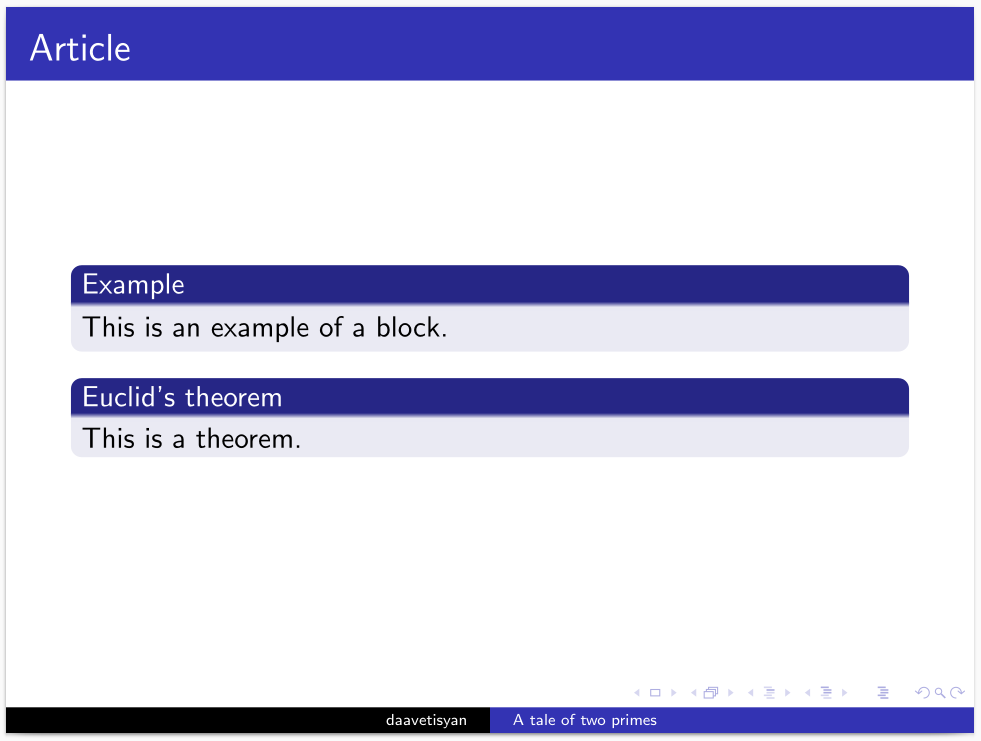 Article
Example
This is an example of a block.
Euclid's theorem
This is a theorem.
daavetisyan
A tale of two primes